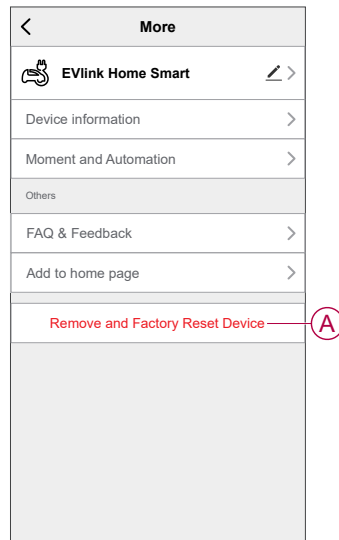 More
EVlink Home Smart
Device information
Moment and Automation
Others
FAQ & Feedback
Add to home page
Remove and Factory Reset Device
A